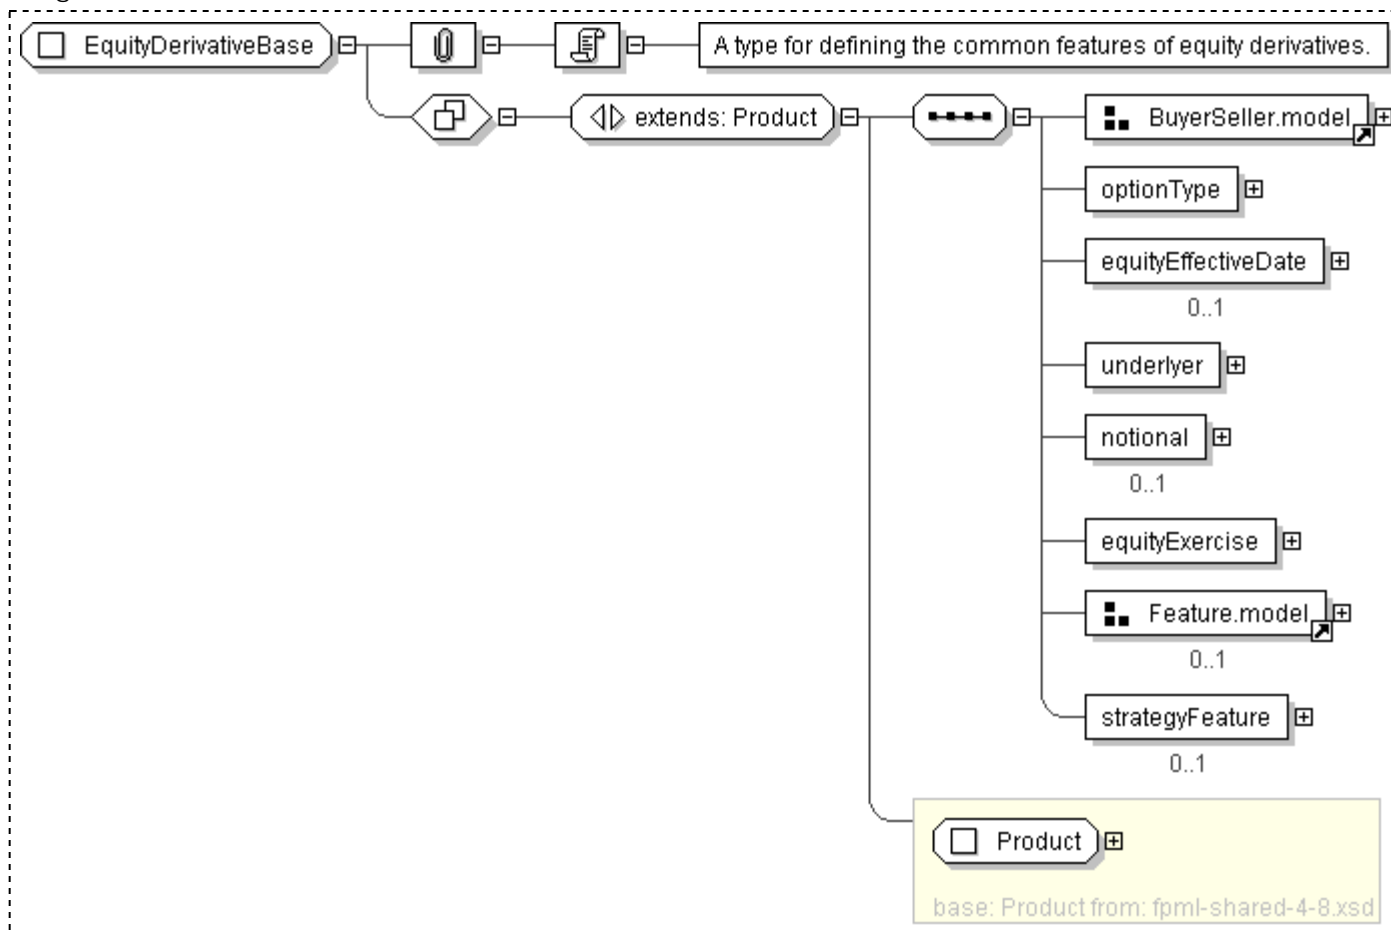 EquityDerivativeBase
A type for defining the common features of equity derivatives.
extends: Product
BuyerSeller.model
optionType
equityEffectiveDate
0..1
underlyer
notional
0..1
equityExercise
Feature.model
0..1
strategyFeature
0..1
Product
base: Product from: fpml-shared-4-8.xsd